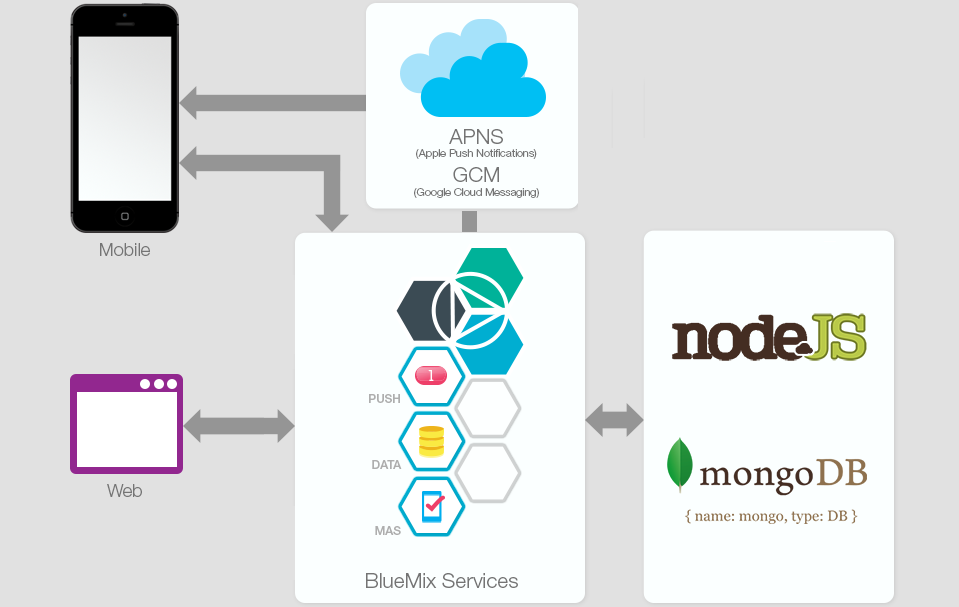 APNS
(Apple Push Notifications)
GCM
(Google Cloud Messaging)
Mobile
1
PUSH
DATA
MAS
BlueMix Services
Web
nodeJS
mongoDB
{ name: mongo, type: DB }